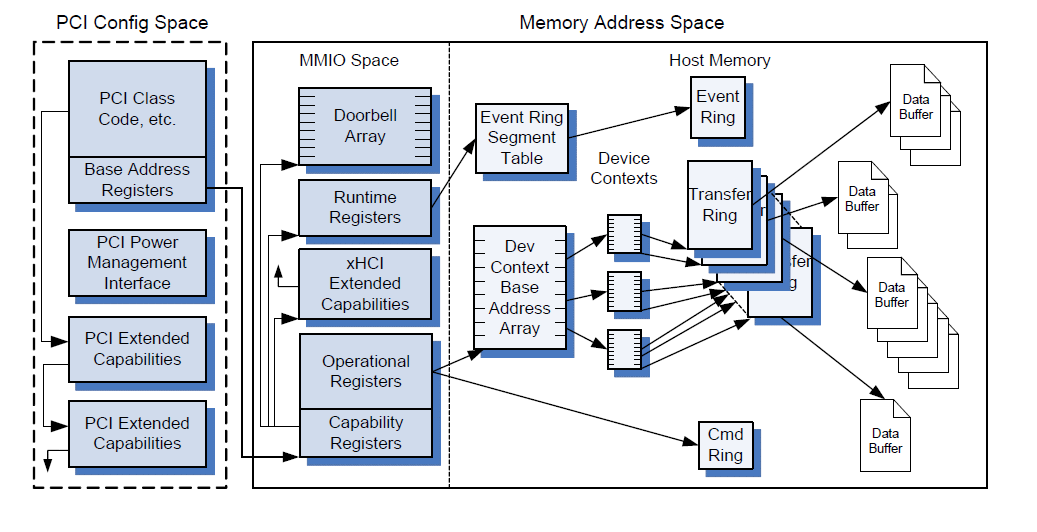 PCI Config Space
Memory Address Space
PCI Class
Code, etc.
Base Address
Registers
PCI Power
Management
Interface
PCI Extended
Capabilities
PCI Extended
Capabilities
MMIO Space
Doorbell
Array
Runtime
Registers
xHCI
Extended
Capabilities
Operational
Registers
Capability
Registers
Host Memory
Event Ring
Segment
Table
Event
Ring
Device
Contexts
Dev
Context
Base
Address
Array
Transfer
Ring
Cmd
Ring
Data
Buffer
Data
Buffer
Data
Buffer
Data
Buffer